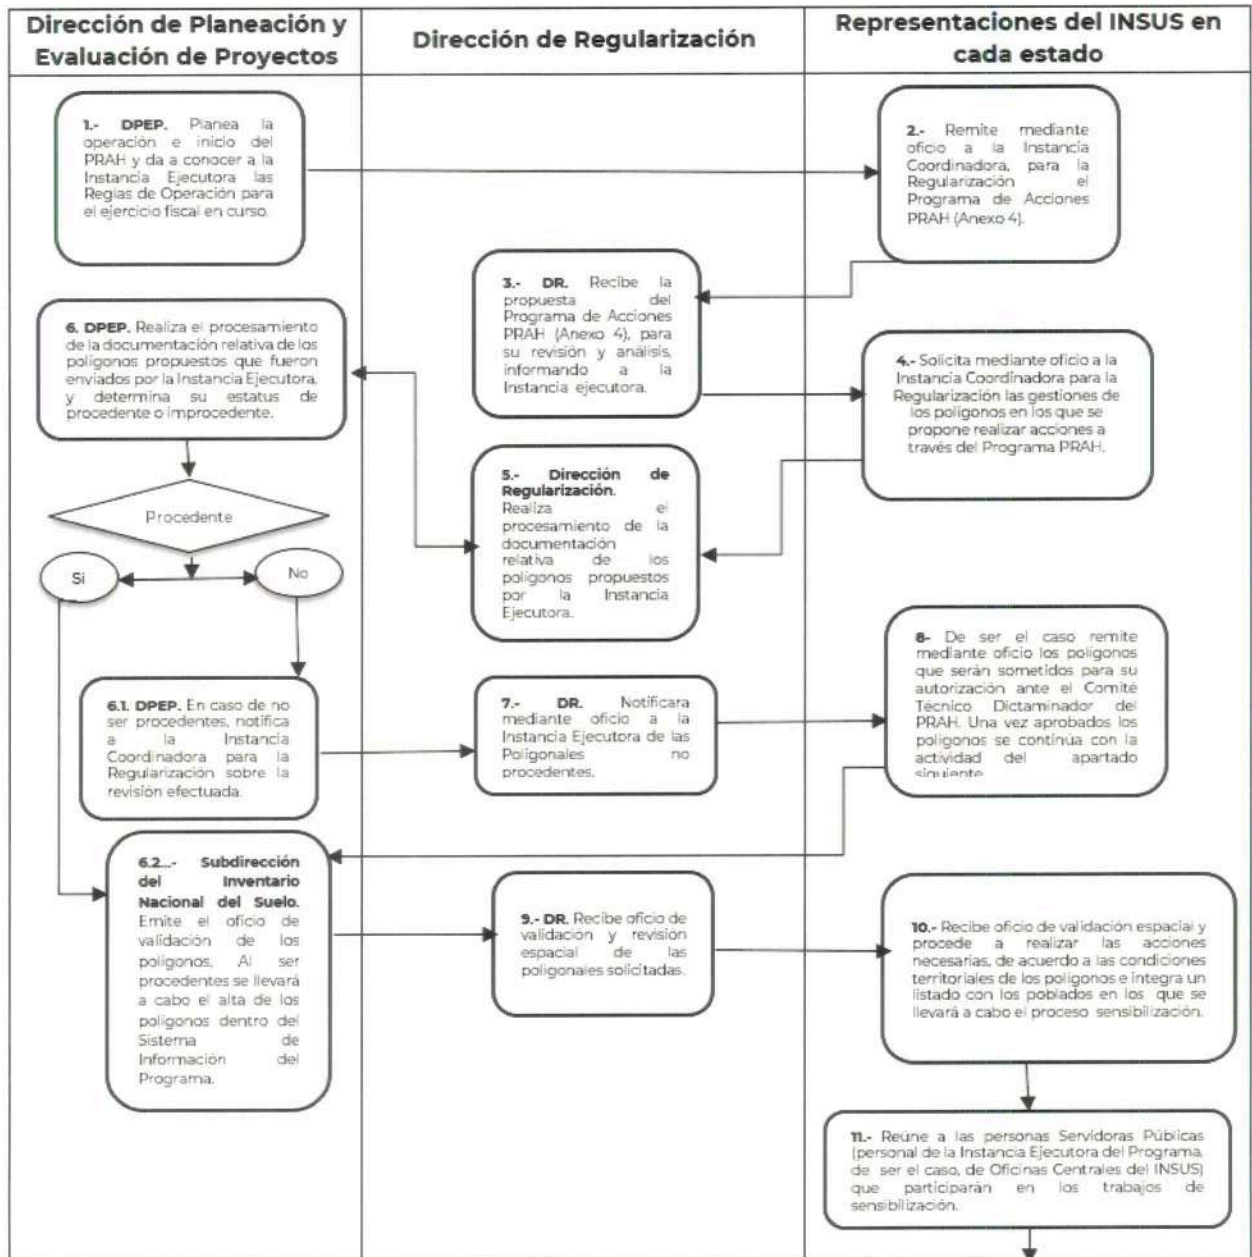 Dirección de Planeación y
Evaluación de Proyectos
Dirección de Regularización
Representaciones del INSUS en
cada estado
1.- DPEP. Planea la
operación e inicio del
PRAH y da a conocer a la
Instancia Ejecutora las
Reglas de Operación para
el ejercicio fiscal en curso.
2.- Remite mediante
oficio a la Instancia
Coordinadora, para la
Regularización el
Programa de Acciones
PRAH (Anexo 4).
3.- DR. Recibe la
propuesta del
Programa de Acciones
PRAH (Anexo 4), para
su revisión y análisis,
informando a la
Instancia ejecutora.
4.- Solicita mediante oficio a la
Instancia Coordinadora para la
Regularización las gestiones de
los polígonos en los que se
propone realizar acciones a
través del Programa PRAH.
5.- Dirección de
Regularización.
Realiza el
procesamiento de la
documentación
relativa de los
polígonos propuestos
por la Instancia
Ejecutora.
6. DPEP. Realiza el procesamiento
de la documentación relativa de los
polígonos propuestos que fueron
enviados por la Instancia Ejecutora,
y determina su estatus de
procedente o improcedente.
Procedente
Si
No
6.1. DPEP. En caso de no
ser procedentes, notifica
a la Instancia
Coordinadora para la
Regularización sobre la
revisión efectuada.
7.- DR. Notificara
mediante oficio a la
Instancia Ejecutora de las
Poligonales no
procedentes.
8- De ser el caso remite
mediante oficio los polígonos
que serán sometidos para su
autorización ante el Comité
Técnico Dictaminador del
PRAH. Una vez aprobados los
polígonos se continúa con la
actividad del apartado
siguiente
6.2...- Subdirección
del Inventario
Nacional del Suelo.
Emite el oficio de
validación de los
polígonos. Al ser
procedentes se llevará
a cabo el alta de los
polígonos dentro del
Sistema de
Información del
Programa.
9.- DR. Recibe oficio de
validación y revisión
espacial de las
poligonales solicitadas.
10.- Recibe oficio de validación espacial y
procede a realizar las acciones
necesarias, de acuerdo a las condiciones
territoriales de los polígonos e integra un
listado con los poblados en los que se
llevará a cabo el proceso sensibilización.
11.- Reúne a las personas Servidoras Públicas
(personal de la Instancia Ejecutora del Programa,
de ser el caso, de Oficinas Centrales del INSUS)
que participarán en los trabajos de
sensibilización.